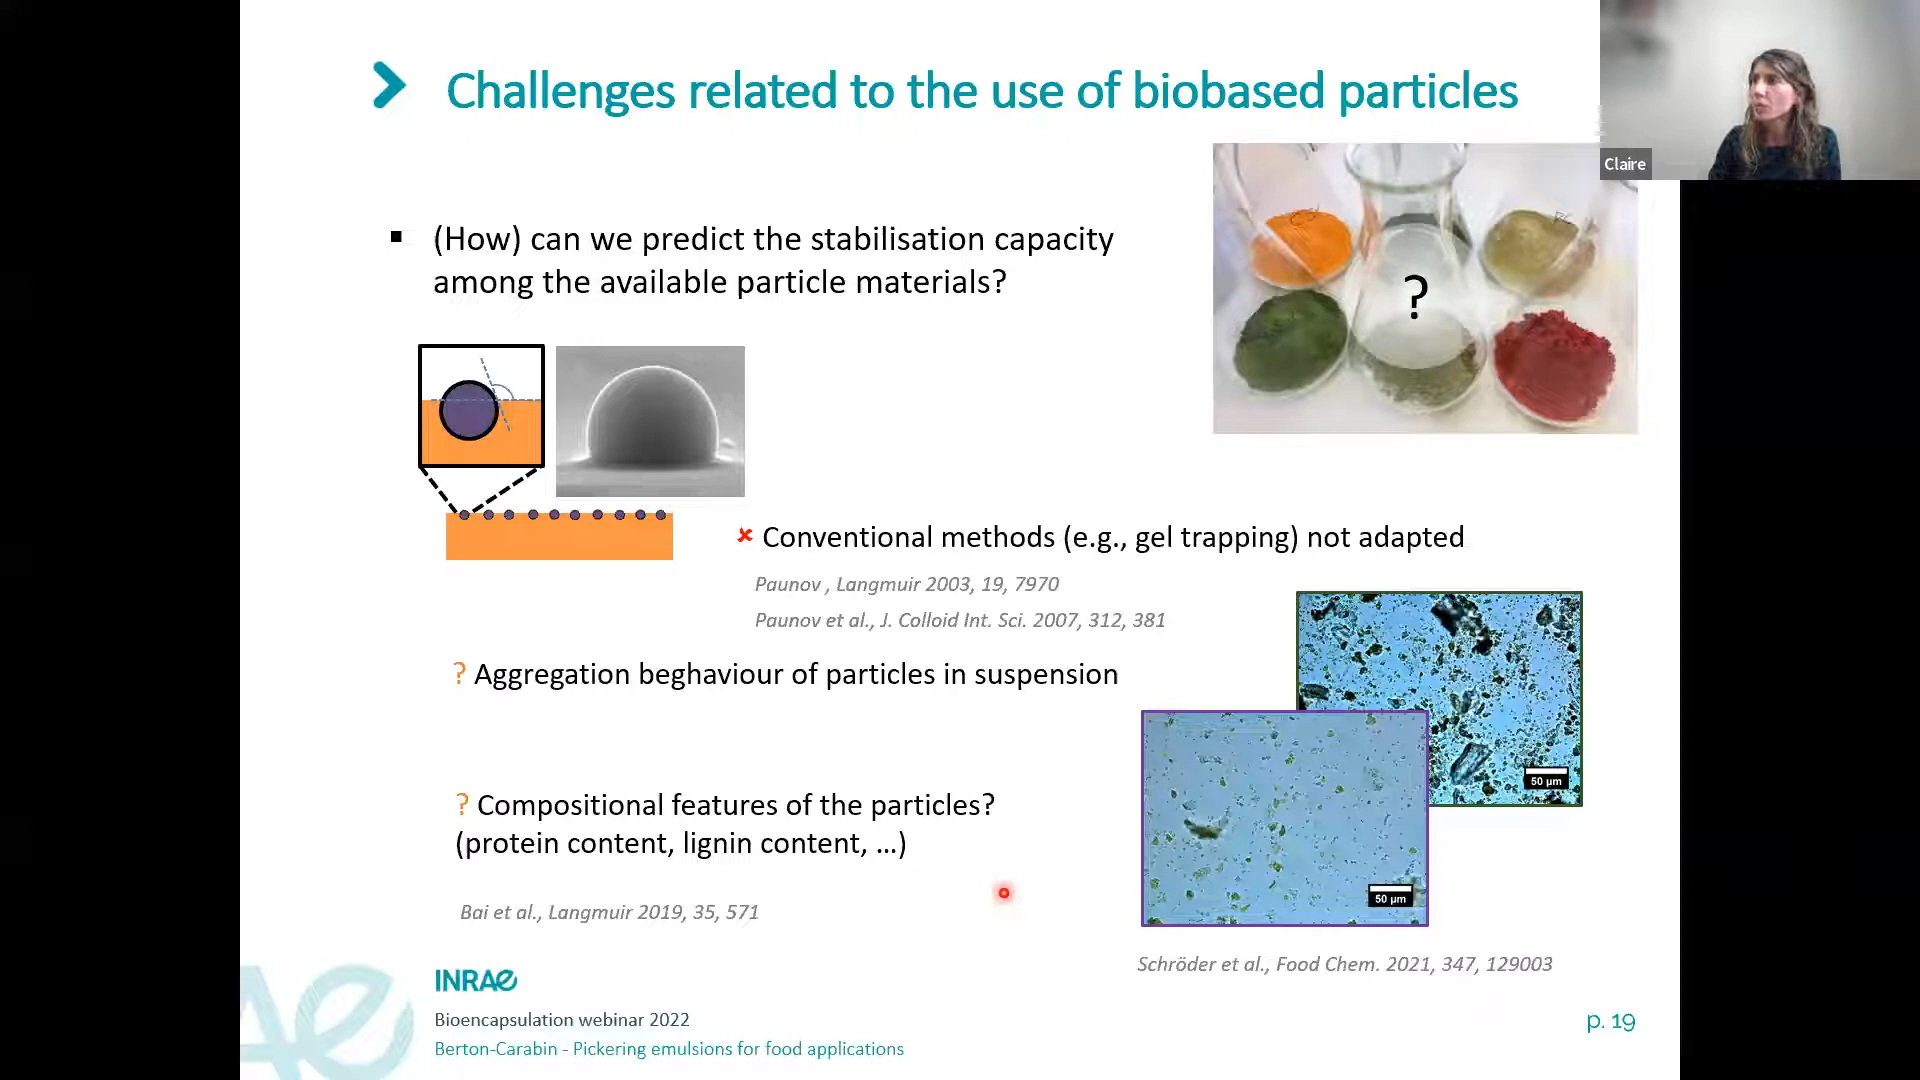 Challenges related to the use of biobased particles
Claire
(How) can we predict the stabilisation capacity
among the available particle materials?
?
× Conventional methods (e.g., gel trapping) not adapted
Paunov , Langmuir 2003, 19, 7970
Paunov et al., J. Colloid Int. Sci. 2007, 312, 381
? Aggregation beghaviour of particles in suspension
50 µm
? Compositional features of the particles?
(protein content, lignin content, ...)
50 µm
Bai et al., Langmuir 2019, 35, 571
Schröder et al., Food Chem. 2021, 347, 129003
INRAE
Bioencapsulation webinar 2022
Berton-Carabin - Pickering emulsions for food applications
p. 19